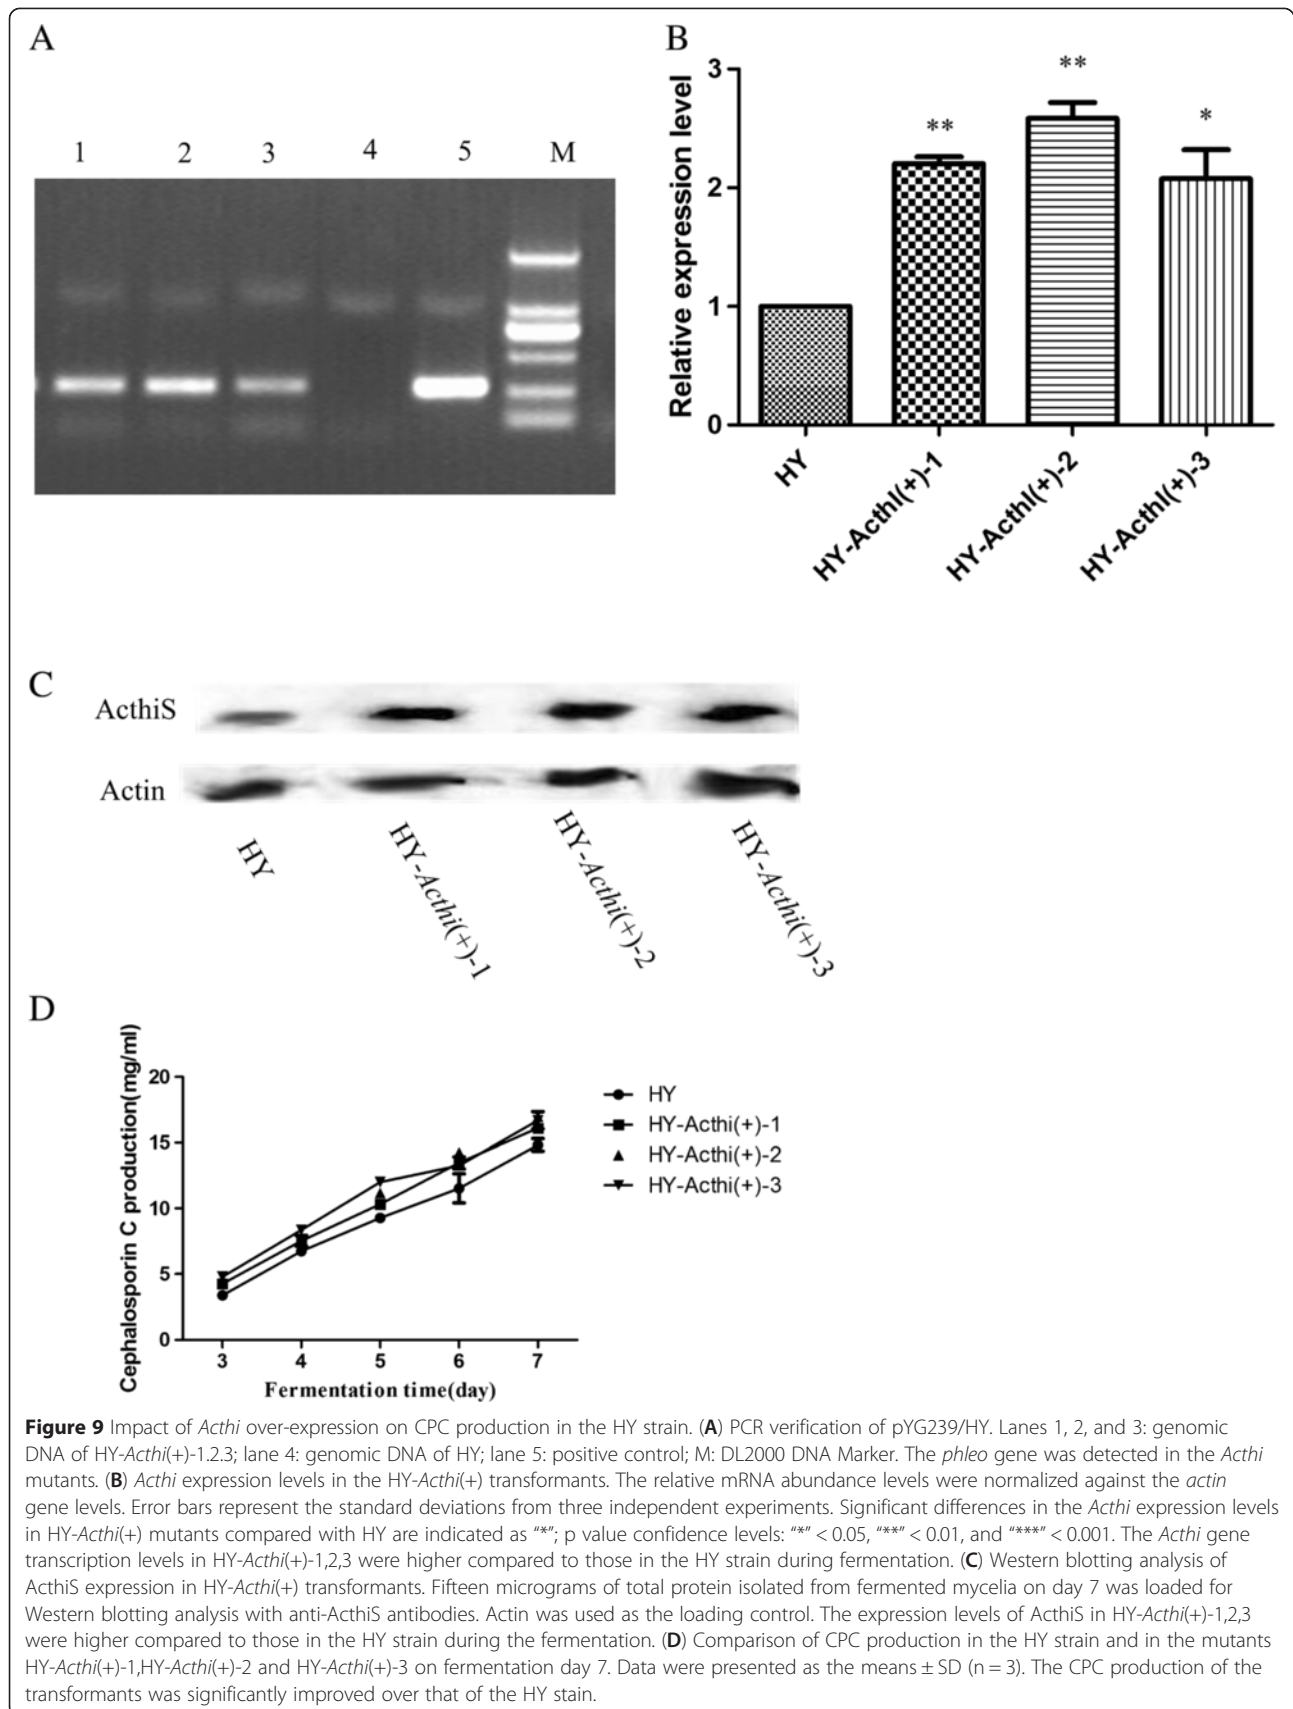 A
1 2 3 4 5 M
B
Relative expression level
3
2
1
0
**
**
*
HY
HY-ActhI(+)-1
HY-ActhI(+)-2
HY-ActhI(+)-3
C
ActhiS
Actin
HY
HY-Acthi(+)-1
HY-Acthi(+)-2
HY-Acthi(+)-3
D
Cephalosporin C production(mg/ml)
20
15
10
5
0
3 4 5 6 7
Fermentation time(day)
HY
HY-Acthi(+)-1
HY-Acthi(+)-2
HY-Acthi(+)-3
Figure 9 Impact of Acthi over-expression on CPC production in the HY strain. (A) PCR verification of pYG239/HY. Lanes 1, 2, and 3: genomic
DNA of HY-Acthi(+)-1.2.3; lane 4: genomic DNA of HY; lane 5: positive control; M: DL2000 DNA Marker. The phleo gene was detected in the Acthi
mutants. (B) Acthi expression levels in the HY-Acthi(+) transformants. The relative mRNA abundance levels were normalized against the actin
gene levels. Error bars represent the standard deviations from three independent experiments. Significant differences in the Acthi expression levels
in HY-Acthi(+) mutants compared with HY are indicated as “*”; p value confidence levels: “*” < 0.05, “**” < 0.01, and “***” < 0.001. The Acthi gene
transcription levels in HY-Acthi(+)-1,2,3 were higher compared to those in the HY strain during fermentation. (C) Western blotting analysis of
ActhiS expression in HY-Acthi(+) transformants. Fifteen micrograms of total protein isolated from fermented mycelia on day 7 was loaded for
Western blotting analysis with anti-ActhiS antibodies. Actin was used as the loading control. The expression levels of ActhiS in HY-Acthi(+)-1,2,3
were higher compared to those in the HY strain during the fermentation. (D) Comparison of CPC production in the HY strain and in the mutants
HY-Acthi(+)-1,HY-Acthi(+)-2 and HY-Acthi(+)-3 on fermentation day 7. Data were presented as the means ± SD (n = 3). The CPC production of the
transformants was significantly improved over that of the HY stain.